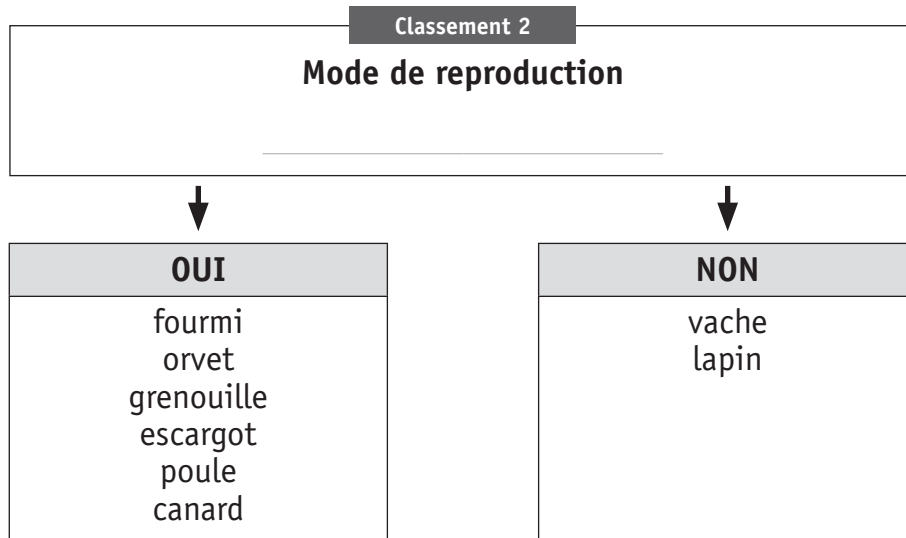 Classement 2
Mode de reproduction
OUI
fourmi
orvet
grenouille
escargot
poule
canard
NON
vache
lapin